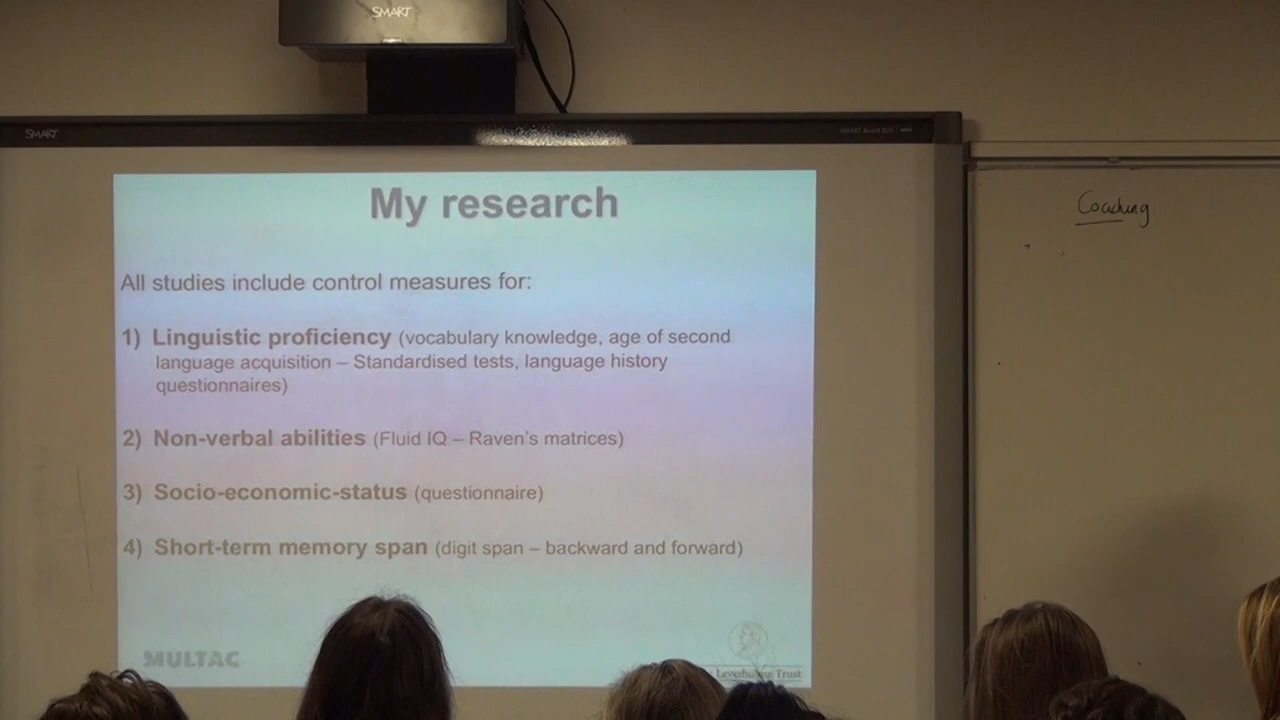 SMART
SMART
My research
Coaching
All studies include control measures for:
1) Linguistic proficiency (vocabulary knowledge, age of second
language acquisition – Standardised tests, language history
questionnaires)
2) Non-verbal abilities (Fluid IQ – Raven's matrices)
3) Socio-economic-status (questionnaire)
4) Short-term memory span (digit span – backward and forward)
MULTAC
Leverhulme Trust